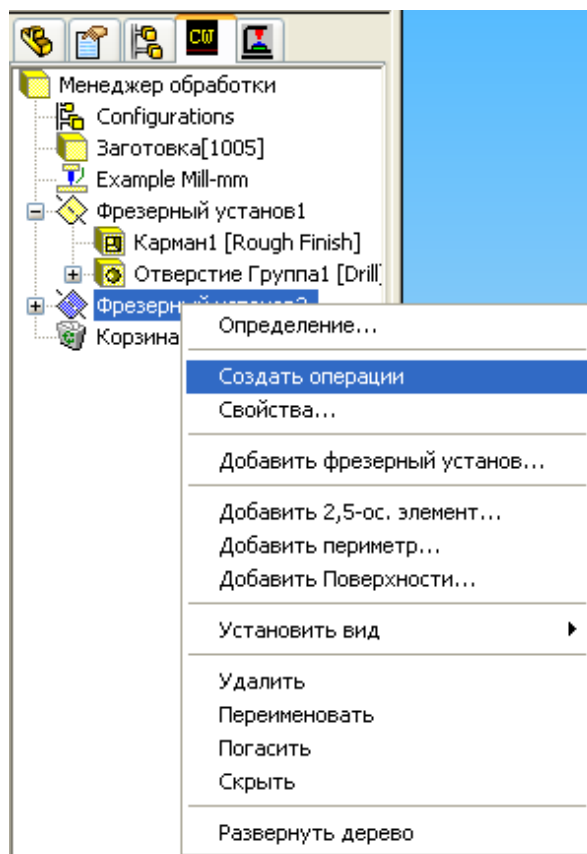 CW
Менеджер обработки
Configurations
Заготовка[1005]
Example Mill-mm
Фрезерный установ1
Карман1 [Rough Finish]
Отверстие Группа1 [Drill]
Фрезерный
Корзина
Определение...
Создать операции
Свойства...
Добавить фрезерный установ...
Добавить 2,5-ос. элемент...
Добавить периметр...
Добавить Поверхности...
Установить вид
Удалить
Переименовать
Погасить
Скрыть
Развернуть дерево